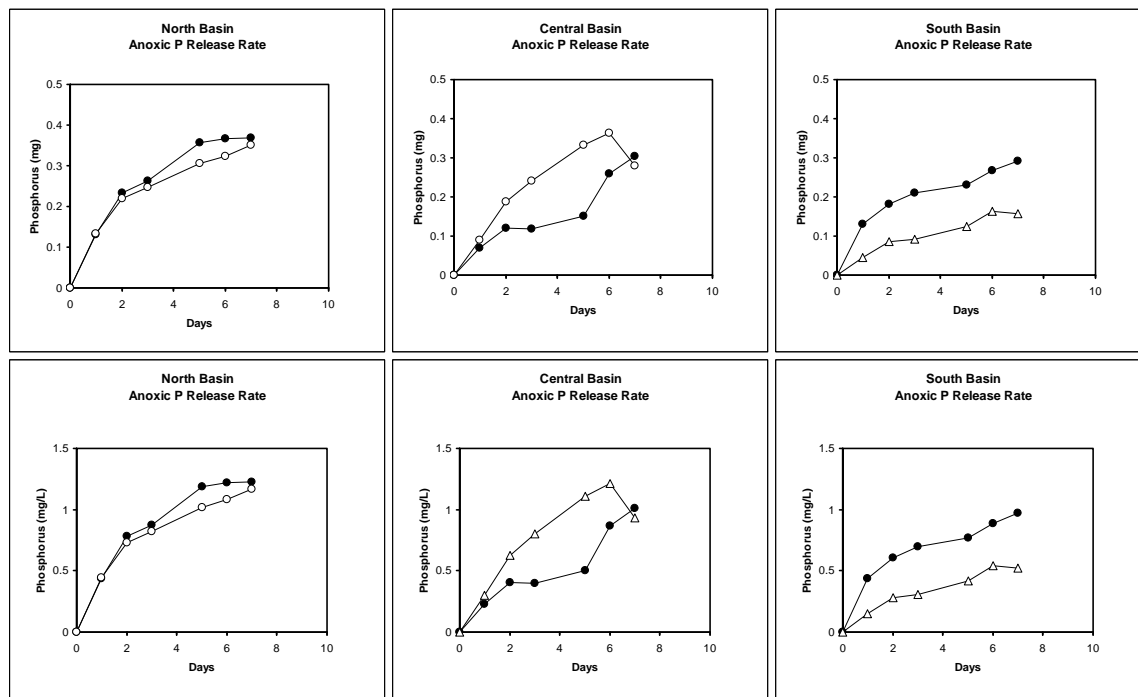 North Basin
Anoxic P Release Rate
0.5
0.4
0.3
0.2
0.1
0
Phosphorus (mg)
0 2 4 6 8 10
Days
Central Basin
Anoxic P Release Rate
0.5
0.4
0.3
0.2
0.1
0
Phosphorus (mg)
0 2 4 6 8 10
Days
South Basin
Anoxic P Release Rate
0.5
0.4
0.3
0.2
0.1
0
Phosphorus (mg)
0 2 4 6 8 10
Days
North Basin
Anoxic P Release Rate
1.5
1
0.5
0
Phosphorus (mg/L)
0 2 4 6 8 10
Days
Central Basin
Anoxic P Release Rate
1.5
1
0.5
0
Phosphorus (mg/L)
0 2 4 6 8 10
Days
South Basin
Anoxic P Release Rate
1.5
1
0.5
0
Phosphorus (mg/L)
0 2 4 6 8 10
Days